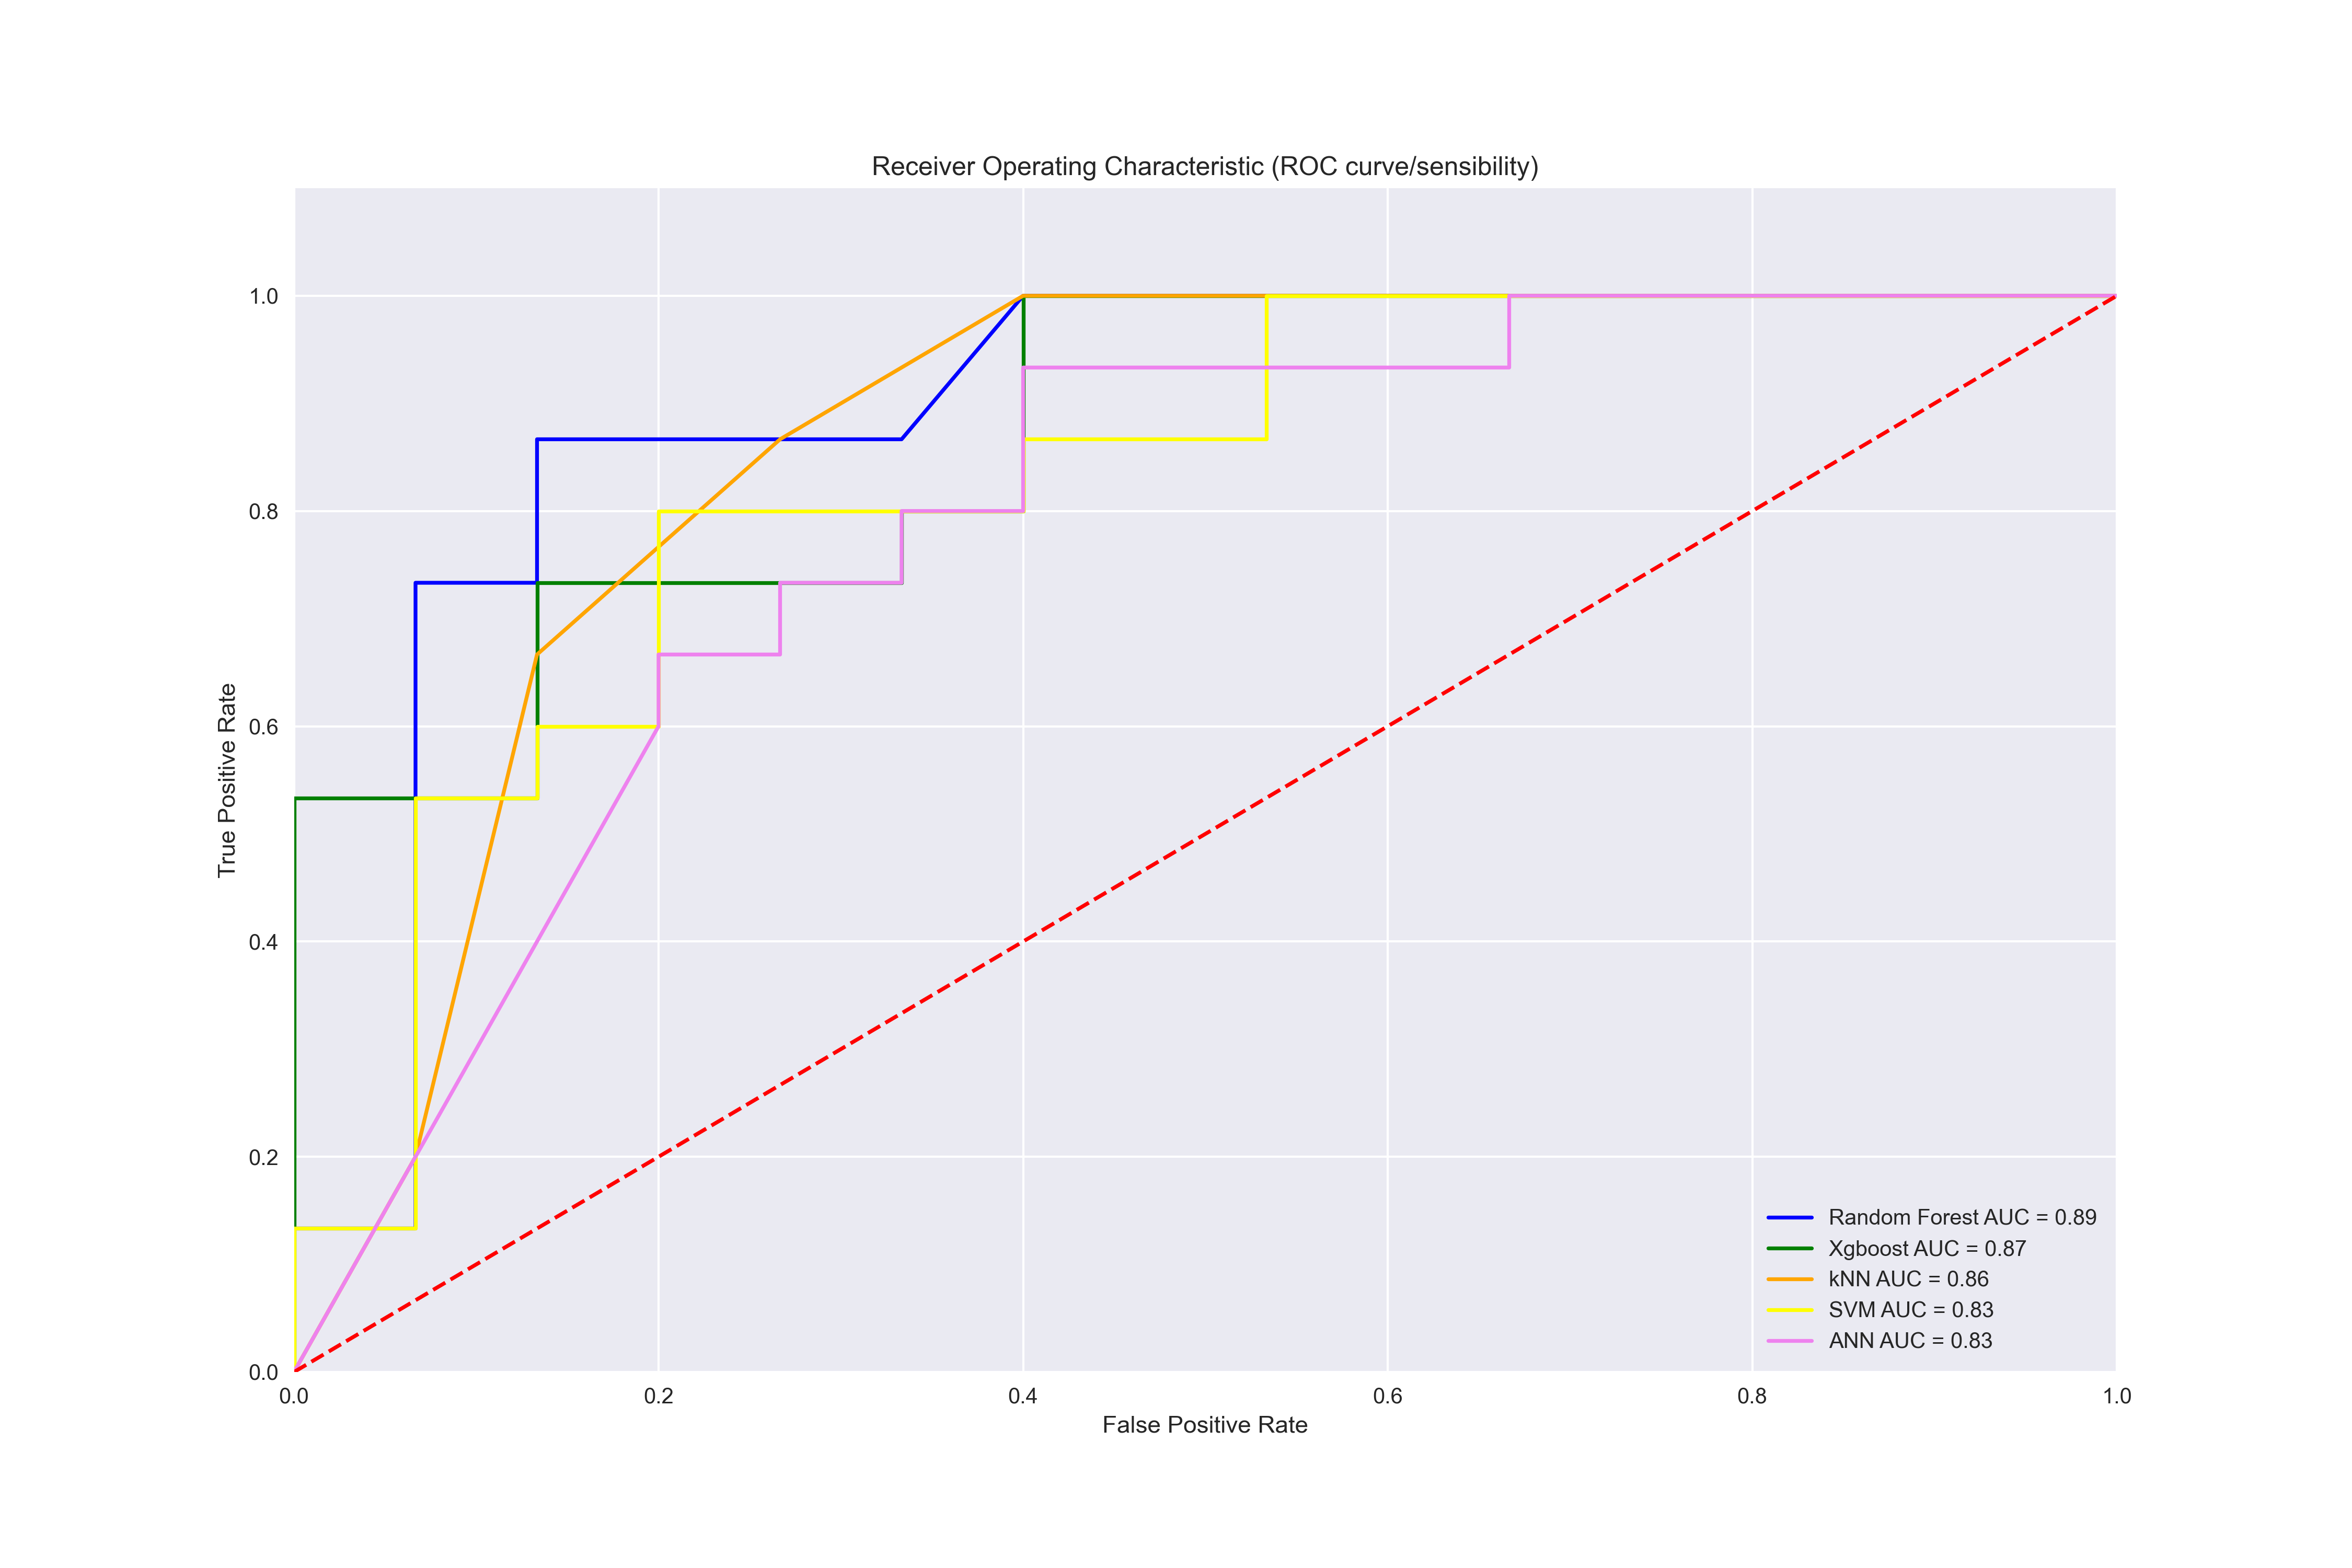 Receiver Operating Characteristic (ROC curve/sensibility)
True Positive Rate
1.0
0.8
0.6
0.4
0.2
0.0
0.0 0.2 0.4 0.6 0.8 1.0
False Positive Rate
Random Forest AUC = 0.89
Xgboost AUC = 0.87
kNN AUC = 0.86
SVM AUC = 0.83
ANN AUC = 0.83